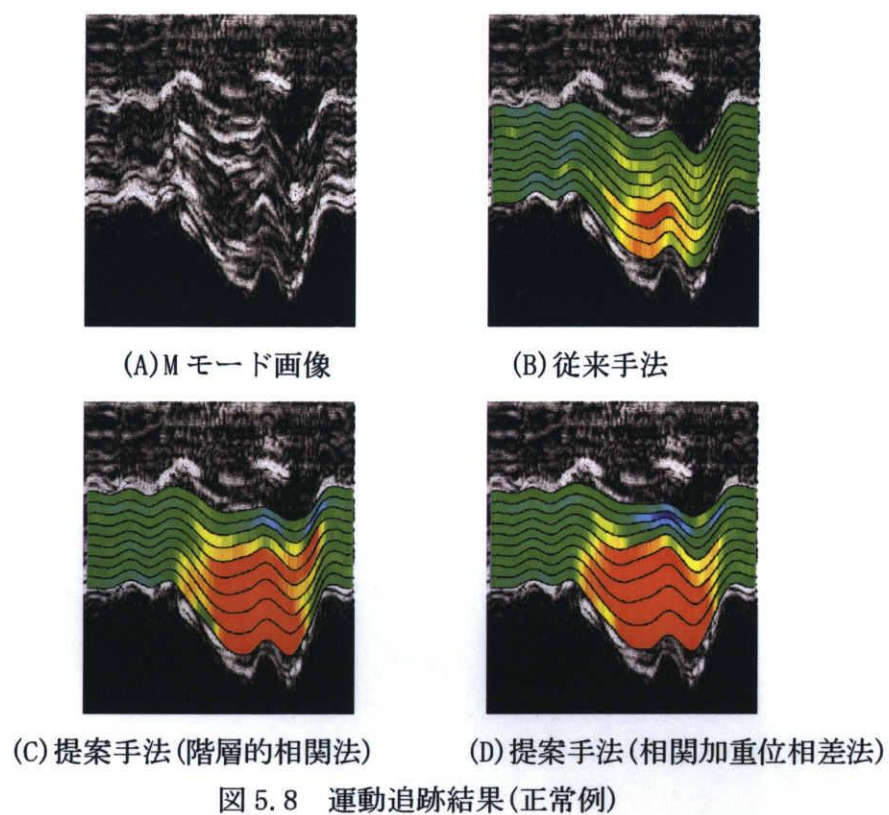 (A)Mモード画像
(B)従来手法
(C)提案手法(階層的相関法)
(D)提案手法(相関加重位相差法)
図5.8 運動追跡結果(正常例)